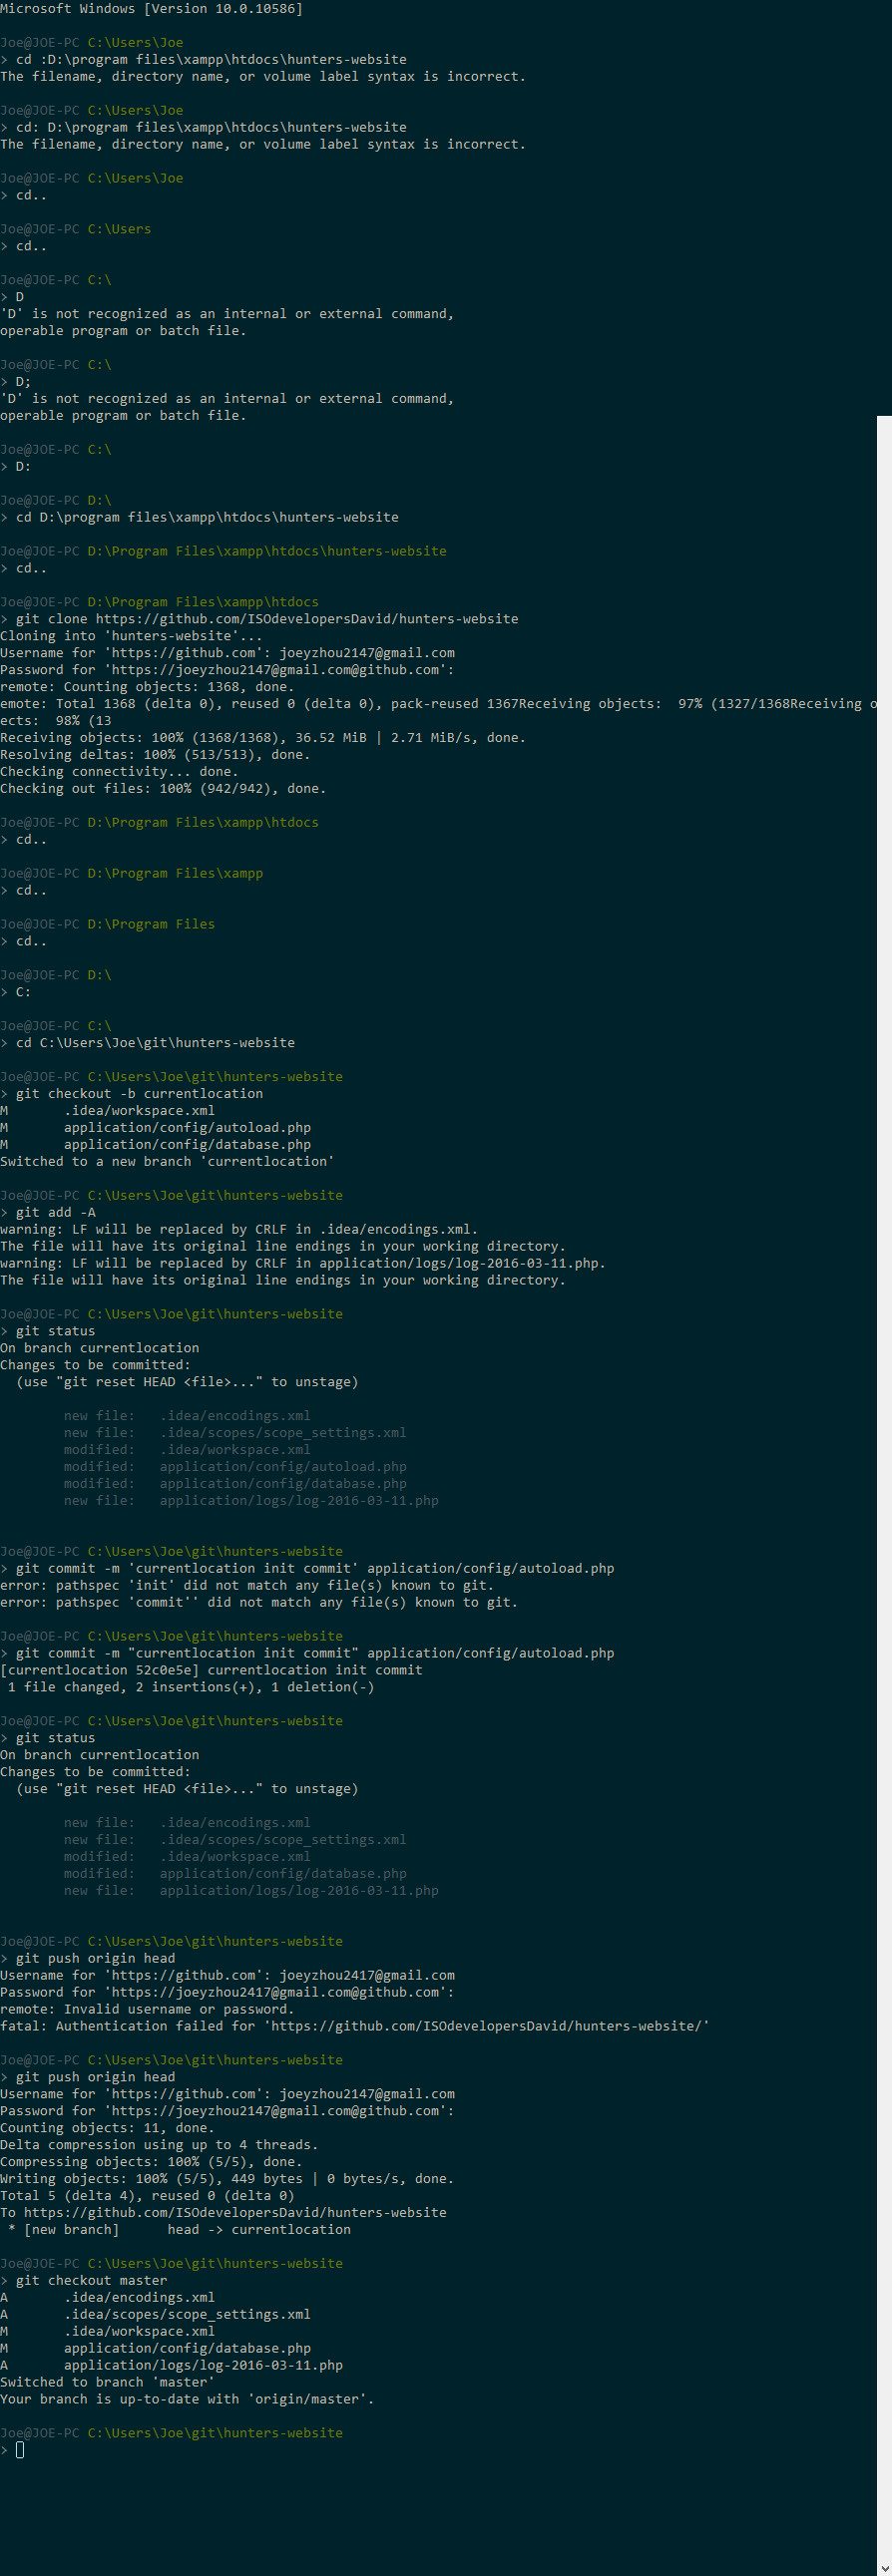 Microsoft Windows [Version 10.0.10586]
Joe@JOE-PC C:\Users\Joe
> cd :D:\program files\xampp\htdocs\hunters-website
The filename, directory name, or volume label syntax is incorrect.
Joe@JOE-PC C:\Users\Joe
> cd: D:\program files\xampp\htdocs\hunters-website
The filename, directory name, or volume label syntax is incorrect.
Joe@JOE-PC C:\Users\Joe
> cd..
Joe@JOE-PC C:\Users
> cd..
Joe@JOE-PC C:\
> D
'D' is not recognized as an internal or external command,
operable program or batch file.
Joe@JOE-PC C:\
> D;
'D' is not recognized as an internal or external command,
operable program or batch file.
Joe@JOE-PC C:\
> D:
Joe@JOE-PC D:\
> cd D:\program files\xampp\htdocs\hunters-website
Joe@JOE-PC D:\Program Files\xampp\htdocs\hunters-website
> cd..
Joe@JOE-PC D:\Program Files\xampp\htdocs
> git clone https://github.com/ISOdevelopersDavid/hunters-website
Cloning into 'hunters-website'...
Username for 'https://github.com': joeyzhou2147@gmail.com
Password for 'https://joeyzhou2147@gmail.com@github.com':
remote: Counting objects: 1368, done.
emote: Total 1368 (delta 0), reused 0 (delta 0), pack-reused 1367Receiving objects:  97% (1327/1368Receiving o
ects:  98% (13
Receiving objects: 100% (1368/1368), 36.52 MiB | 2.71 MiB/s, done.
Resolving deltas: 100% (513/513), done.
Checking connectivity... done.
Checking out files: 100% (942/942), done.
Joe@JOE-PC D:\Program Files\xampp\htdocs
> cd..
Joe@JOE-PC D:\Program Files\xampp
> cd..
Joe@JOE-PC D:\Program Files
> cd..
Joe@JOE-PC D:\
> C:
Joe@JOE-PC C:\
> cd C:\Users\Joe\git\hunters-website
Joe@JOE-PC C:\Users\Joe\git\hunters-website
> git checkout -b currentlocation
M       .idea/workspace.xml
M       application/config/autoload.php
M       application/config/database.php
Switched to a new branch 'currentlocation'
Joe@JOE-PC C:\Users\Joe\git\hunters-website
> git add -A
warning: LF will be replaced by CRLF in .idea/encodings.xml.
The file will have its original line endings in your working directory.
warning: LF will be replaced by CRLF in application/logs/log-2016-03-11.php.
The file will have its original line endings in your working directory.
Joe@JOE-PC C:\Users\Joe\git\hunters-website
> git status
On branch currentlocation
Changes to be committed:
  (use "git reset HEAD <file>..." to unstage)
        new file:   .idea/encodings.xml
        new file:   .idea/scopes/scope_settings.xml
        modified:   .idea/workspace.xml
        modified:   application/config/autoload.php
        modified:   application/config/database.php
        new file:   application/logs/log-2016-03-11.php
Joe@JOE-PC C:\Users\Joe\git\hunters-website
> git commit -m 'currentlocation init commit' application/config/autoload.php
error: pathspec 'init' did not match any file(s) known to git.
error: pathspec 'commit'' did not match any file(s) known to git.
Joe@JOE-PC C:\Users\Joe\git\hunters-website
> git commit -m "currentlocation init commit" application/config/autoload.php
[currentlocation 52c0e5e] currentlocation init commit
 1 file changed, 2 insertions(+), 1 deletion(-)
Joe@JOE-PC C:\Users\Joe\git\hunters-website
> git status
On branch currentlocation
Changes to be committed:
  (use "git reset HEAD <file>..." to unstage)
        new file:   .idea/encodings.xml
        new file:   .idea/scopes/scope_settings.xml
        modified:   .idea/workspace.xml
        modified:   application/config/database.php
        new file:   application/logs/log-2016-03-11.php
Joe@JOE-PC C:\Users\Joe\git\hunters-website
> git push origin head
Username for 'https://github.com': joeyzhou2417@gmail.com
Password for 'https://joeyzhou2417@gmail.com@github.com':
remote: Invalid username or password.
fatal: Authentication failed for 'https://github.com/ISOdevelopersDavid/hunters-website/'
Joe@JOE-PC C:\Users\Joe\git\hunters-website
> git push origin head
Username for 'https://github.com': joeyzhou2147@gmail.com
Password for 'https://joeyzhou2147@gmail.com@github.com':
Counting objects: 11, done.
Delta compression using up to 4 threads.
Compressing objects: 100% (5/5), done.
Writing objects: 100% (5/5), 449 bytes | 0 bytes/s, done.
Total 5 (delta 4), reused 0 (delta 0)
To https://github.com/ISOdevelopersDavid/hunters-website
 * [new branch]      head -> currentlocation
Joe@JOE-PC C:\Users\Joe\git\hunters-website
> git checkout master
A       .idea/encodings.xml
A       .idea/scopes/scope_settings.xml
M       .idea/workspace.xml
M       application/config/database.php
A       application/logs/log-2016-03-11.php
Switched to branch 'master'
Your branch is up-to-date with 'origin/master'.
Joe@JOE-PC C:\Users\Joe\git\hunters-website
>